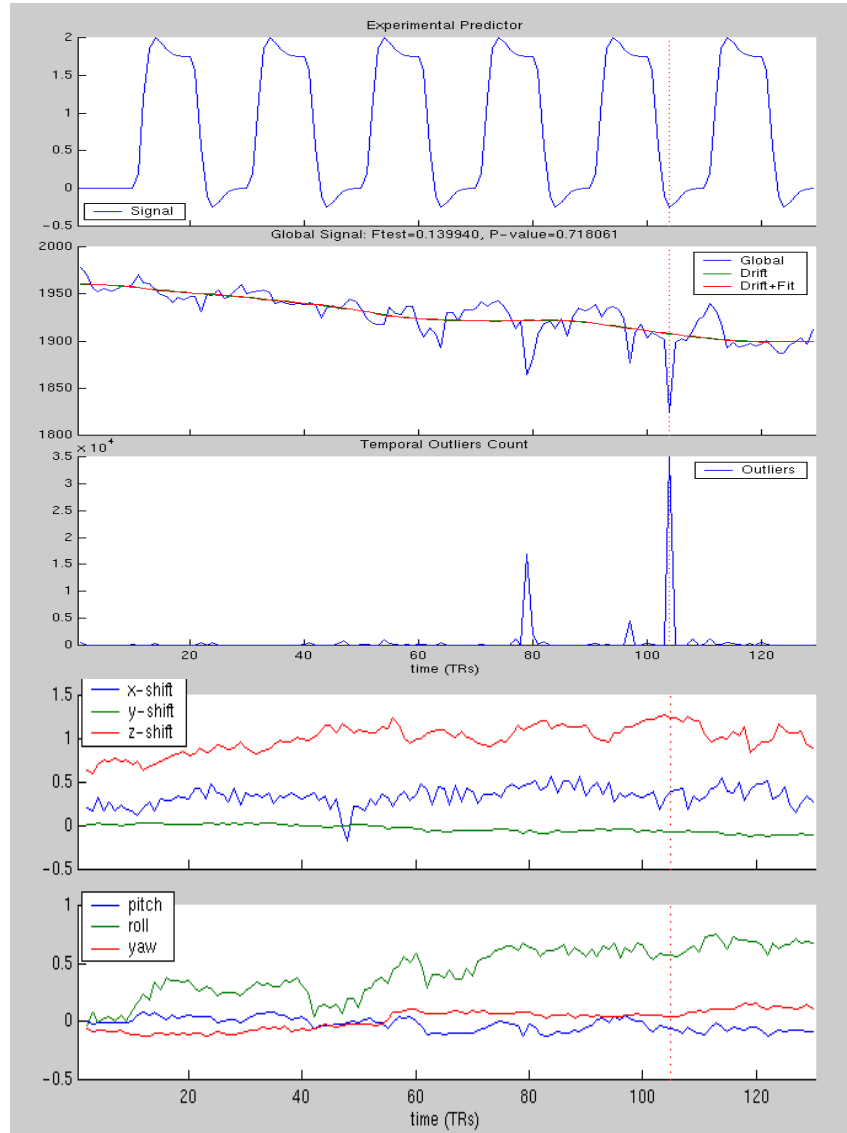 Experimental Predictor
2
1.5
1
0.5
0
-0.5
Signal
Global Signal: Ftest=0.139940, P-value=0.718061
2000
1950
1900
1850
1800
Global
Drift
Drift+Fit
Temporal Outliers Count
× 10^4
3.5
3
2.5
2
1.5
1
0.5
0
Outliers
20 40 60 80 100 120
time (TRs)
x-shift
y-shift
z-shift
1.5
1
0.5
0
-0.5
pitch
roll
yaw
1
0.5
0
-0.5
20 40 60 80 100 120
time (TRs)